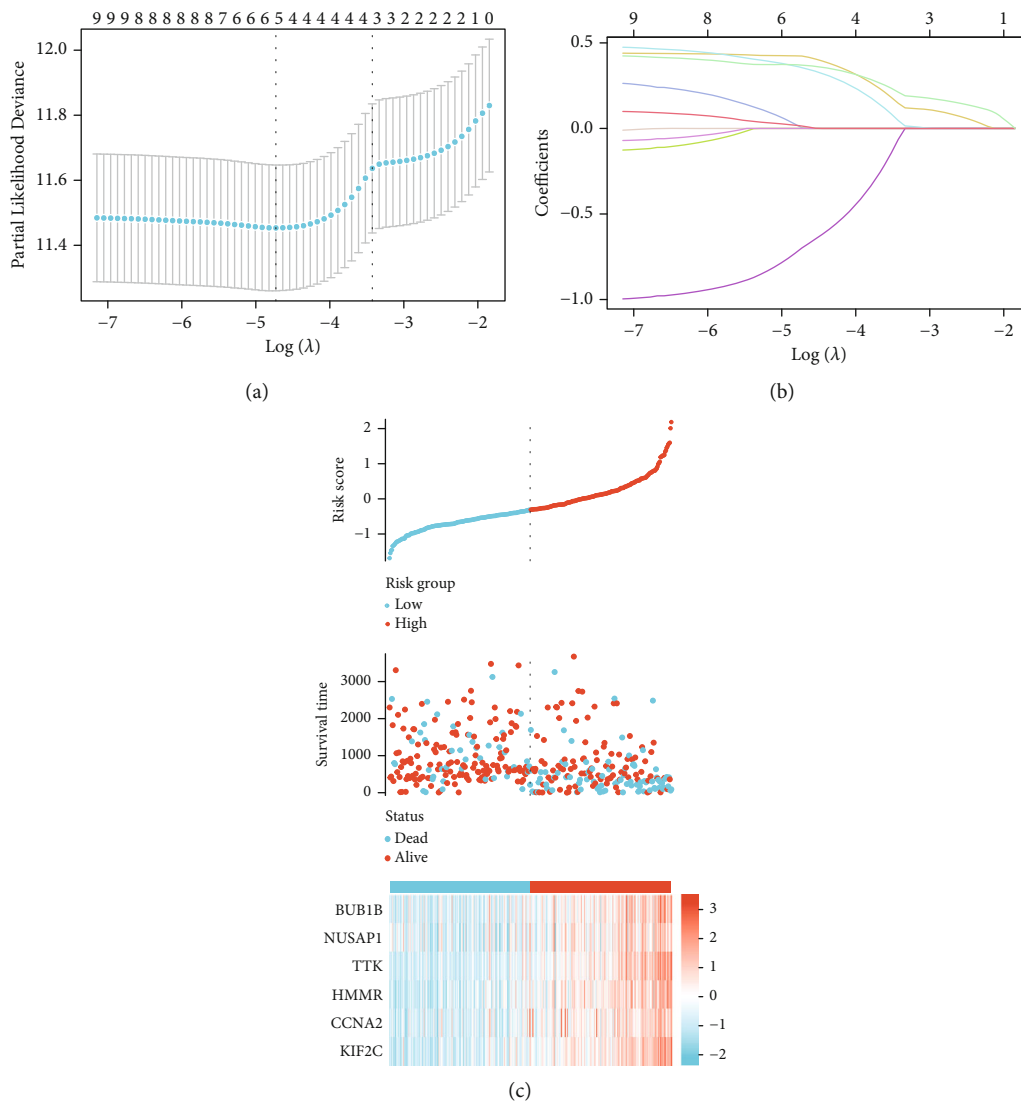 9 9 9 8 8 8 8 8 7 6 6 6 5 4 4 4 4 4 3 3 2 2 2 2 1 0
12.0
11.8
11.6
11.4
Partial Likelihood Deviance
−7 −6 −5 −4 −3 −2
Log (λ)
(a)
9 8 6 4 3 1
0.5
0.0
−0.5
−1.0
Coefficients
−7 −6 −5 −4 −3 −2
Log (λ)
(b)
2
1
0
−1
Risk score
Risk group
Low
High
3000
2000
1000
0
Survival time
Status
Dead
Alive
BUB1B
NUSAP1
TTK
HMMR
CCNA2
KIF2C
3
2
1
0
−1
−2
(c)